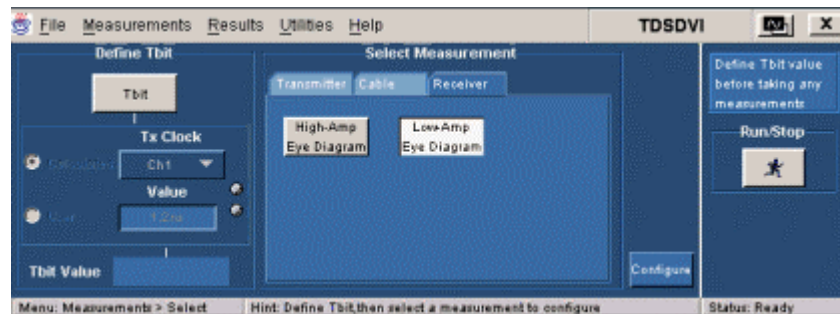 File Measurements Results Utilities Help TDSDVI X
Define Tbit
Tbit
Tx Clock
Ch1
Value
1.2ns
Tbit Value
Select Measurement
Transmitter Cable Receiver
High-Amp
Eye Diagram
Low-Amp
Eye Diagram
Configure
Define Tbit value
before taking any
measurements
Run/Stop
Menu: Measurements > Select
Hint: Define Tbit,then select a measurement to configure
Status: Ready